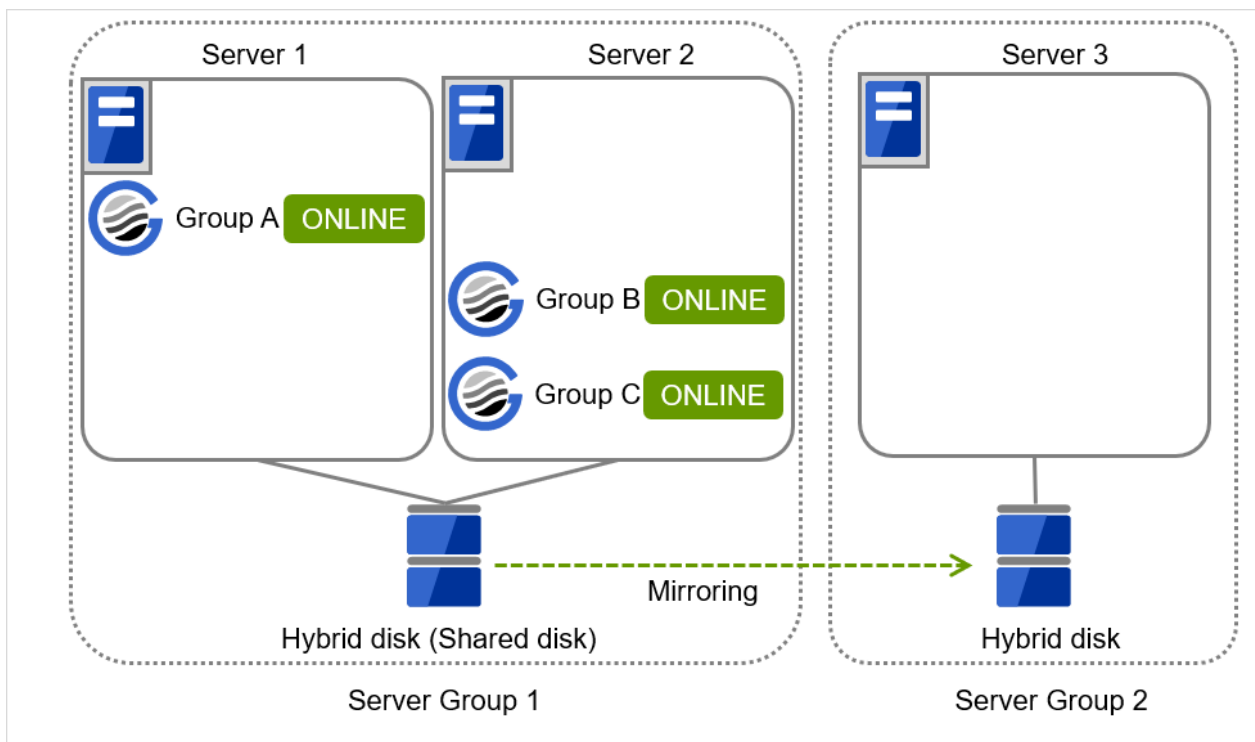 Server 1
Server 2
Server 3
Group A ONLINE
Group B ONLINE
Group C ONLINE
Mirroring
Hybrid disk (Shared disk)
Hybrid disk
Server Group 1
Server Group 2